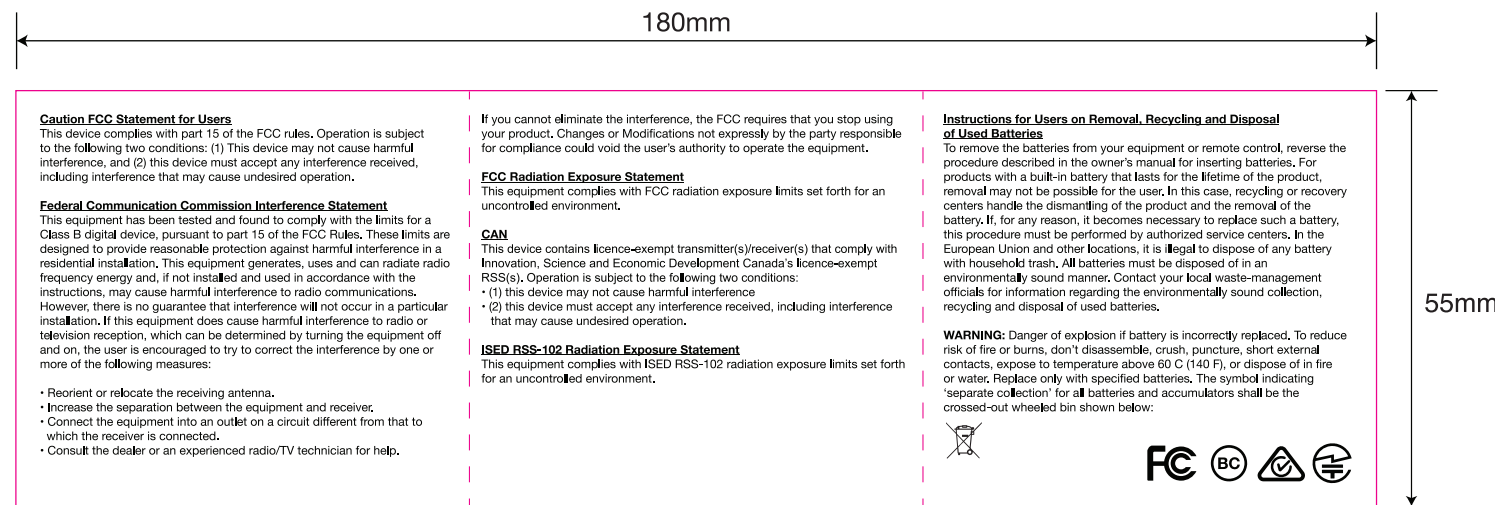 180mm
Caution FCC Statement for Users
This device complies with part 15 of the FCC rules. Operation is subject
to the following two conditions: (1) This device may not cause harmful
interference, and (2) this device must accept any interference received,
including interference that may cause undesired operation.
Federal Communication Commission Interference Statement
This equipment has been tested and found to comply with the limits for a
Class B digital device, pursuant to part 15 of the FCC Rules. These limits are
designed to provide reasonable protection against harmful interference in a
residential installation. This equipment generates, uses and can radiate radio
frequency energy and, if not installed and used in accordance with the
instructions, may cause harmful interference to radio communications.
However, there is no guarantee that interference will not occur in a particular
installation. If this equipment does cause harmful interference to radio or
television reception, which can be determined by turning the equipment off
and on, the user is encouraged to try to correct the interference by one or
more of the following measures:
• Reorient or relocate the receiving antenna.
• Increase the separation between the equipment and receiver.
• Connect the equipment into an outlet on a circuit different from that to
which the receiver is connected.
• Consult the dealer or an experienced radio/TV technician for help.
If you cannot eliminate the interference, the FCC requires that you stop using
your product. Changes or Modifications not expressly by the party responsible
for compliance could void the user's authority to operate the equipment.
FCC Radiation Exposure Statement
This equipment complies with FCC radiation exposure limits set forth for an
uncontrolled environment.
CAN
This device contains licence-exempt transmitter(s)/receiver(s) that comply with
Innovation, Science and Economic Development Canada's licence-exempt
RSS(s). Operation is subject to the following two conditions:
• (1) this device may not cause harmful interference
• (2) this device must accept any interference received, including interference
that may cause undesired operation.
ISED RSS-102 Radiation Exposure Statement
This equipment complies with ISED RSS-102 radiation exposure limits set forth
for an uncontrolled environment.
Instructions for Users on Removal, Recycling and Disposal
of Used Batteries
To remove the batteries from your equipment or remote control, reverse the
procedure described in the owner's manual for inserting batteries. For
products with a built-in battery that lasts for the lifetime of the product,
removal may not be possible for the user. In this case, recycling or recovery
centers handle the dismantling of the product and the removal of the
battery. If, for any reason, it becomes necessary to replace such a battery,
this procedure must be performed by authorized service centers. In the
European Union and other locations, it is illegal to dispose of any battery
with household trash. All batteries must be disposed of in an
environmentally sound manner. Contact your local waste-management
officials for information regarding the environmentally sound collection,
recycling and disposal of used batteries.
WARNING: Danger of explosion if battery is incorrectly replaced. To reduce
risk of fire or burns, don't disassemble, crush, puncture, short external
contacts, expose to temperature above 60 C (140 F), or dispose of in fire
or water. Replace only with specified batteries. The symbol indicating
'separate collection' for all batteries and accumulators shall be the
crossed-out wheeled bin shown below:
FC
BC
55mm